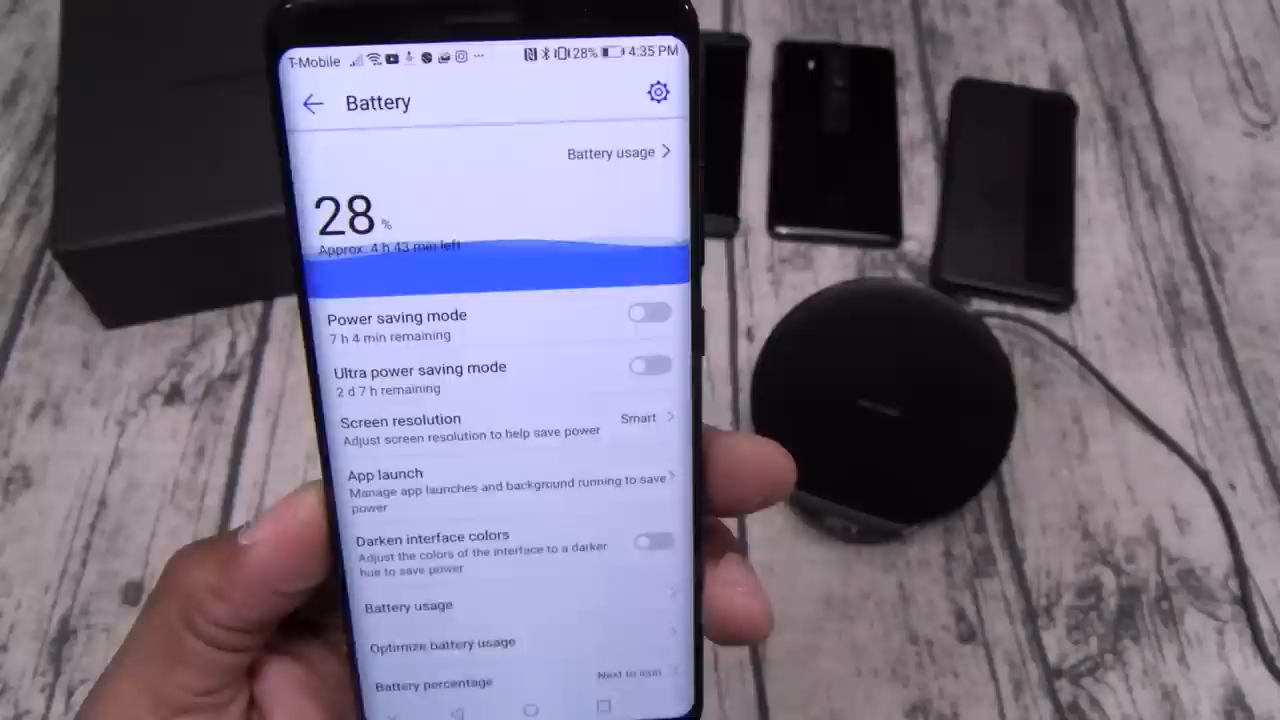 T-Mobile 28% 4:35 PM
Battery
Battery usage
28 %
Approx. 4 h 43 min left
Power saving mode
7 h 4 min remaining
Ultra power saving mode
2 d 7 h remaining
Screen resolution
Smart
Adjust screen resolution to help save power
App launch
Manage app launches and background running to save
power
Darken interface colors
Adjust the colors of the interface to a darker
hue to save power
Battery usage
Optimize battery usage
Battery percentage
Next to icon